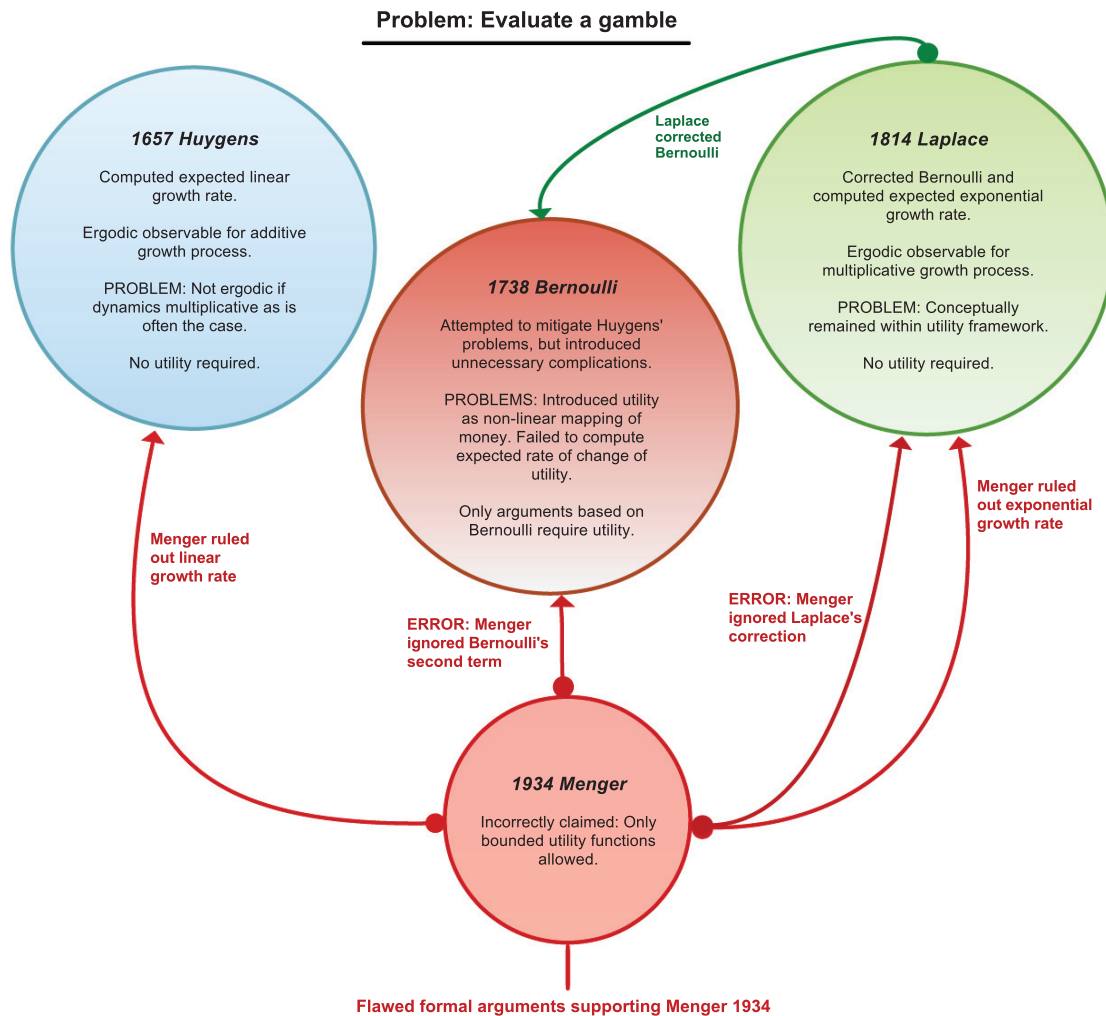 Problem: Evaluate a gamble
1657 Huygens
Computed expected linear
growth rate.
Ergodic observable for additive
growth process.
PROBLEM: Not ergodic if
dynamics multiplicative as is
often the case.
No utility required.
Laplace
corrected
Bernoulli
1814 Laplace
Corrected Bernoulli and
computed expected exponential
growth rate.
Ergodic observable for
multiplicative growth process.
PROBLEM: Conceptually
remained within utility framework.
No utility required.
1738 Bernoulli
Attempted to mitigate Huygens'
problems, but introduced
unnecessary complications.
PROBLEMS: Introduced utility
as non-linear mapping of
money. Failed to compute
expected rate of change of
utility.
Only arguments based on
Bernoulli require utility.
Menger ruled
out linear
growth rate
ERROR: Menger
ignored Bernoulli's
second term
ERROR: Menger
ignored Laplace's
correction
Menger ruled
out exponential
growth rate
1934 Menger
Incorrectly claimed: Only
bounded utility functions
allowed.
Flawed formal arguments supporting Menger 1934